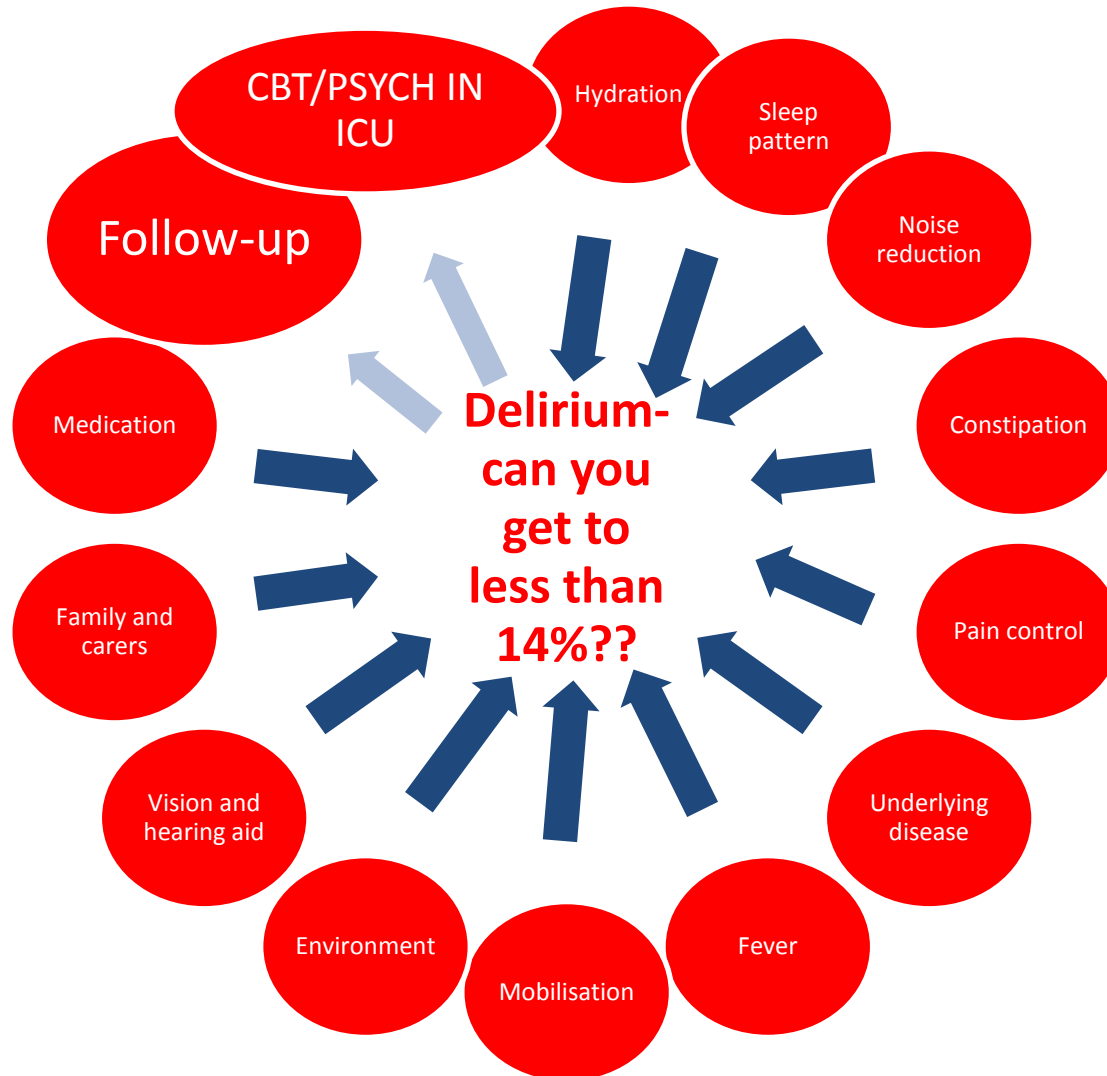 CBT/PSYCH IN
ICU
Hydration
Sleep
pattern
Noise
reduction
Constipation
Pain control
Underlying
disease
Fever
Mobilisation
Environment
Vision and
hearing aid
Family and
carers
Medication
Follow-up
Delirium-
can you
get to
less than
14%??